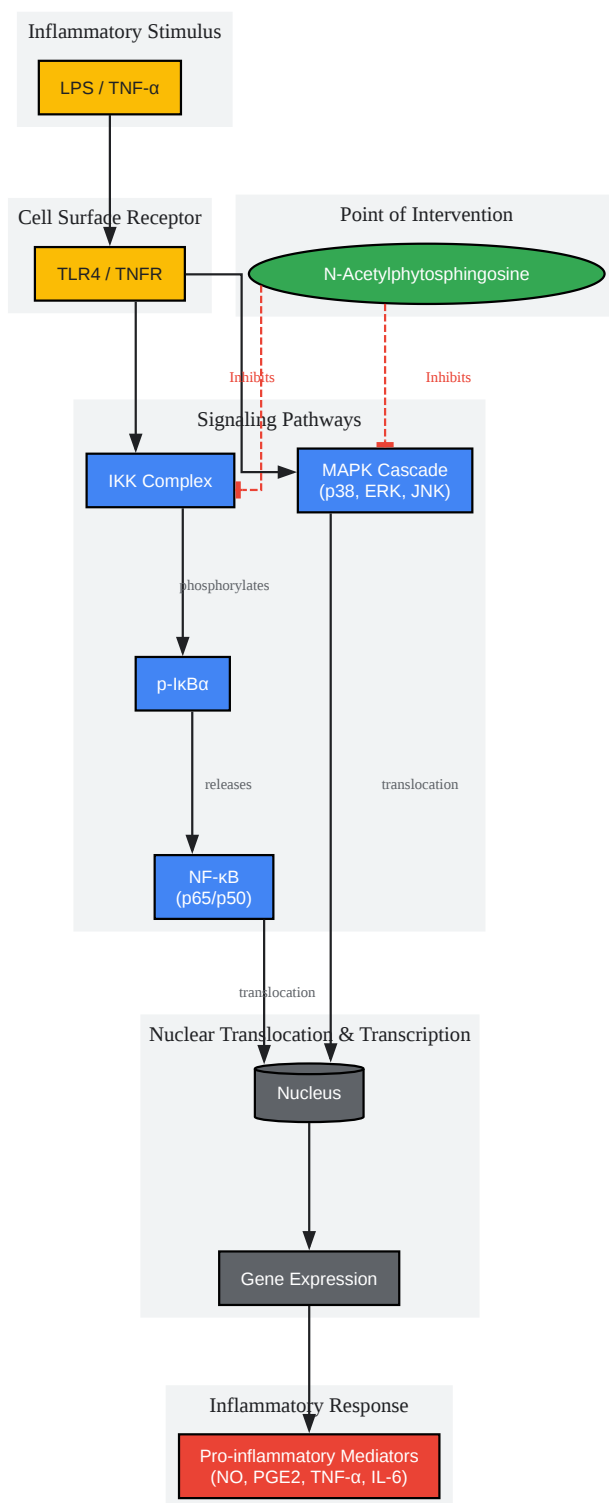 Inflammatory Stimulus
LPS / TNF-α
Cell Surface Receptor
TLR4 / TNFR
Point of Intervention
N-Acetylphytosphingosine
Inhibits
Inhibits
Signaling Pathways
IKK Complex
MAPK Cascade
(p38, ERK, JNK)
phosphorylates
p-IκBα
releases
translocation
NF-κB
(p65/p50)
translocation
Nuclear Translocation & Transcription
Nucleus
Gene Expression
Inflammatory Response
Pro-inflammatory Mediators
(NO, PGE2, TNF-α, IL-6)